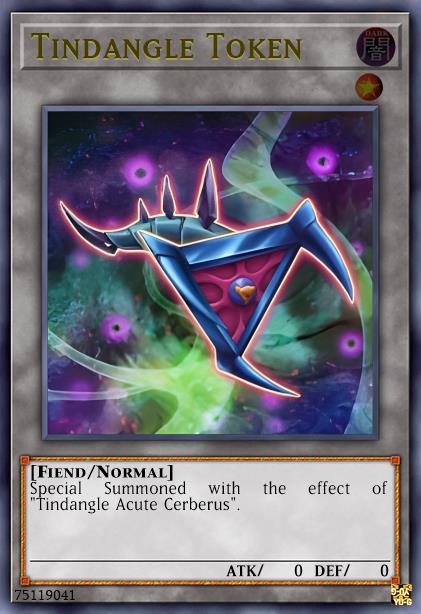 Tindangle Token
DARK
闇
[Fiend/Normal]
Special Summoned with the effect of
"Tindangle Acute Cerberus".
ATK/ 0 DEF/ 0
75119041